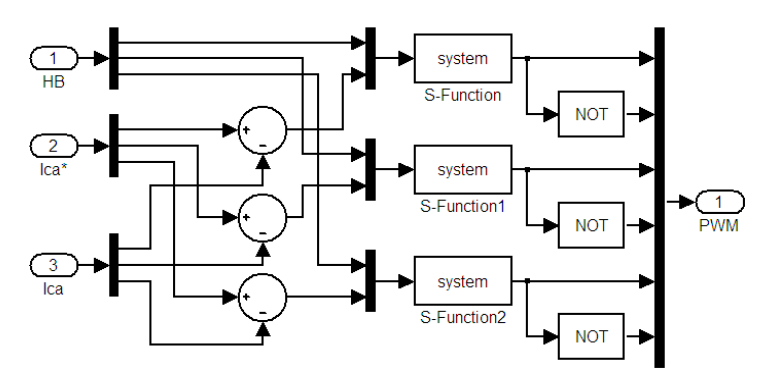 1
HB
2
Ica*
3
Ica
+
−
+
−
+
−
system
S-Function
NOT
system
S-Function1
NOT
system
S-Function2
NOT
1
PWM